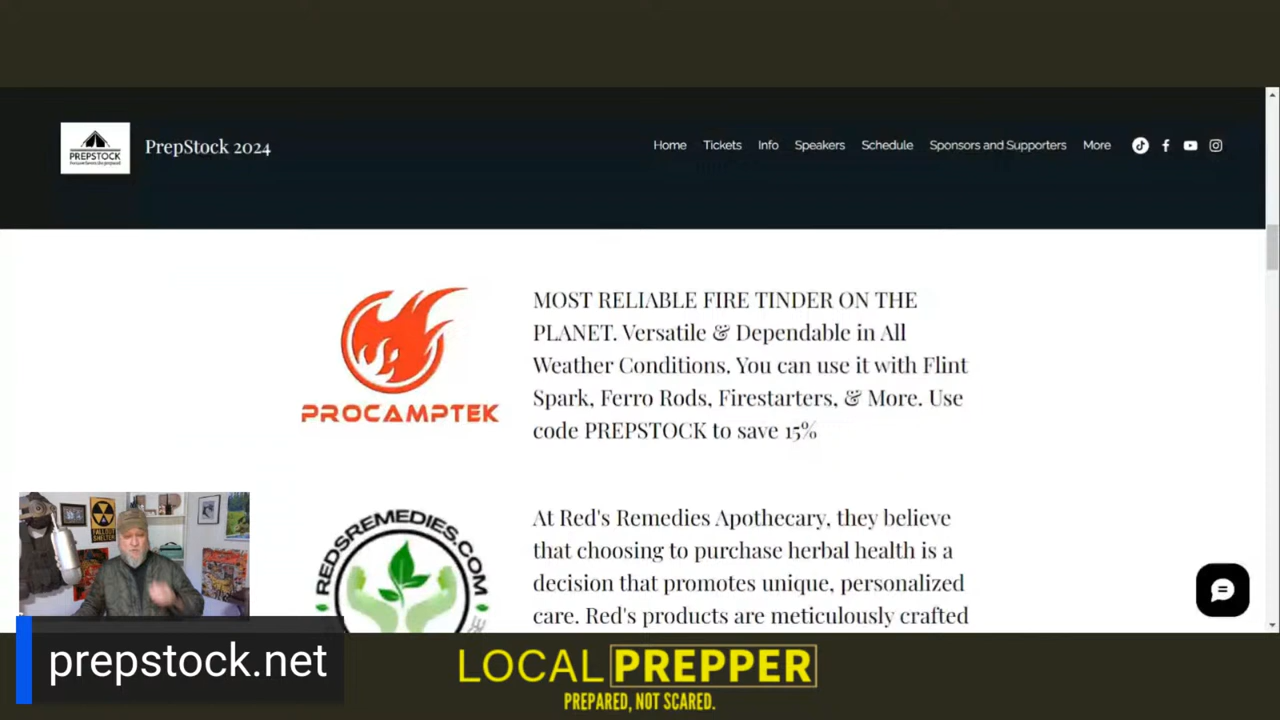 PREPSTOCK
PrepStock 2024
Home Tickets Info Speakers Schedule Sponsors and Supporters More
MOST RELIABLE FIRE TINDER ON THE
PLANET. Versatile & Dependable in All
Weather Conditions. You can use it with Flint
Spark, Ferro Rods, Firestarters, & More. Use
code PREPSTOCK to save 15%
PROCAMPTEK
At Red's Remedies Apothecary, they believe
that choosing to purchase herbal health is a
decision that promotes unique, personalized
care. Red's products are meticulously crafted
REDSREMEDIES.COM
FALLOUT
SHELTER
prepstock.net
LOCAL PREPPER
PREPARED, NOT SCARED.